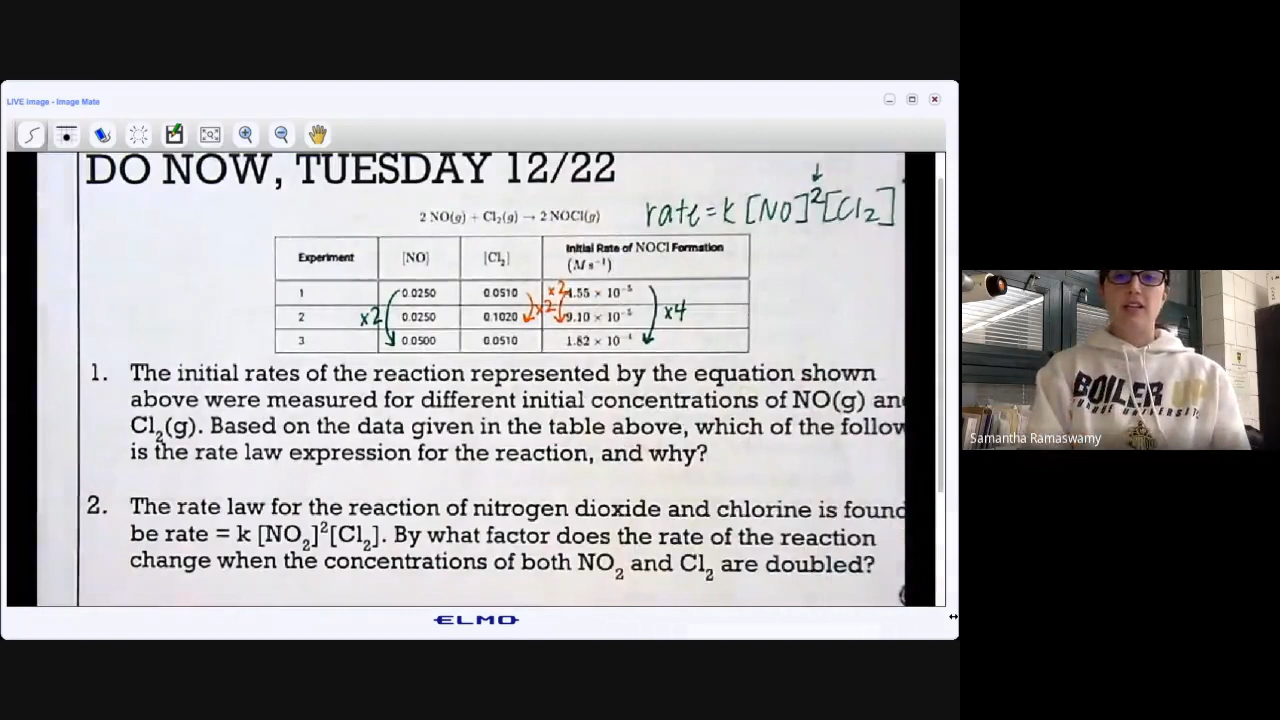 LIVE image - Image Mate
DO NOW, TUESDAY 12/22
2 NO(g) + Cl₂(g) → 2 NOCl(g)
rate = k [NO]²[Cl₂]
Experiment [NO] [Cl₂] Initial Rate of NOCl Formation
(M s⁻¹)
1 0.0250 0.0510 ×2 4.55 × 10⁻⁵
2 ×2 0.0250 0.1020 ×2 9.10 × 10⁻⁵ ×4
3 0.0500 0.0510 1.82 × 10⁻⁴
1. The initial rates of the reaction represented by the equation shown
above were measured for different initial concentrations of NO(g) an
Cl₂(g). Based on the data given in the table above, which of the follow
is the rate law expression for the reaction, and why?
2. The rate law for the reaction of nitrogen dioxide and chlorine is found
be rate = k [NO₂]²[Cl₂]. By what factor does the rate of the reaction
change when the concentrations of both NO₂ and Cl₂ are doubled?
ELMO
BOILER
Samantha Ramaswamy